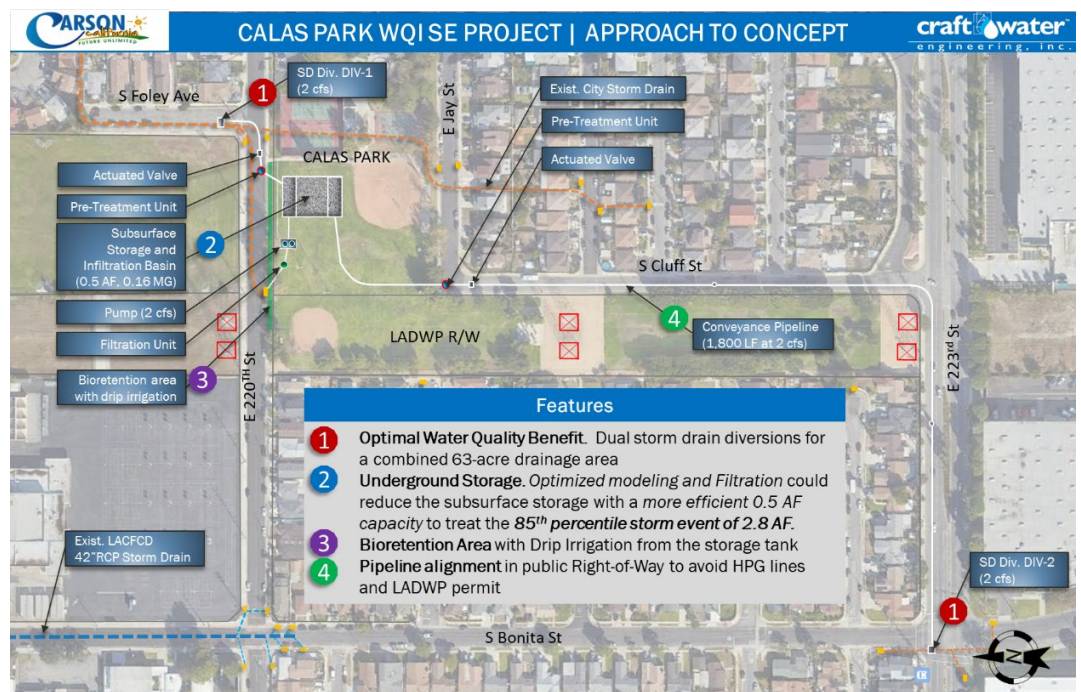 CARSON
California
FUTURE UNLIMITED
CALAS PARK WQI SE PROJECT | APPROACH TO CONCEPT
craft water™
engineering, inc.
SD Div. DIV-1
(2 cfs)
S Foley Ave
1
E Jay St
Exist. City Storm Drain
Pre-Treatment Unit
Actuated Valve
CALAS PARK
Actuated Valve
Pre-Treatment Unit
Subsurface
Storage and
Infiltration Basin
(0.5 AF, 0.16 MG)
2
Pump (2 cfs)
Filtration Unit
Bioretention area
with drip irrigation
3
S Cluff St
4
Conveyance Pipeline
(1,800 LF at 2 cfs)
LADWP R/W
E 220TH St
E 223rd St
Features
1 Optimal Water Quality Benefit. Dual storm drain diversions for
a combined 63-acre drainage area
2 Underground Storage. Optimized modeling and Filtration could
reduce the subsurface storage with a more efficient 0.5 AF
capacity to treat the 85th percentile storm event of 2.8 AF.
3 Bioretention Area with Drip Irrigation from the storage tank
4 Pipeline alignment in public Right-of-Way to avoid HPG lines
and LADWP permit
Exist. LACFCD
42"RCP Storm Drain
SD Div. DIV-2
(2 cfs)
1
S Bonita St
N